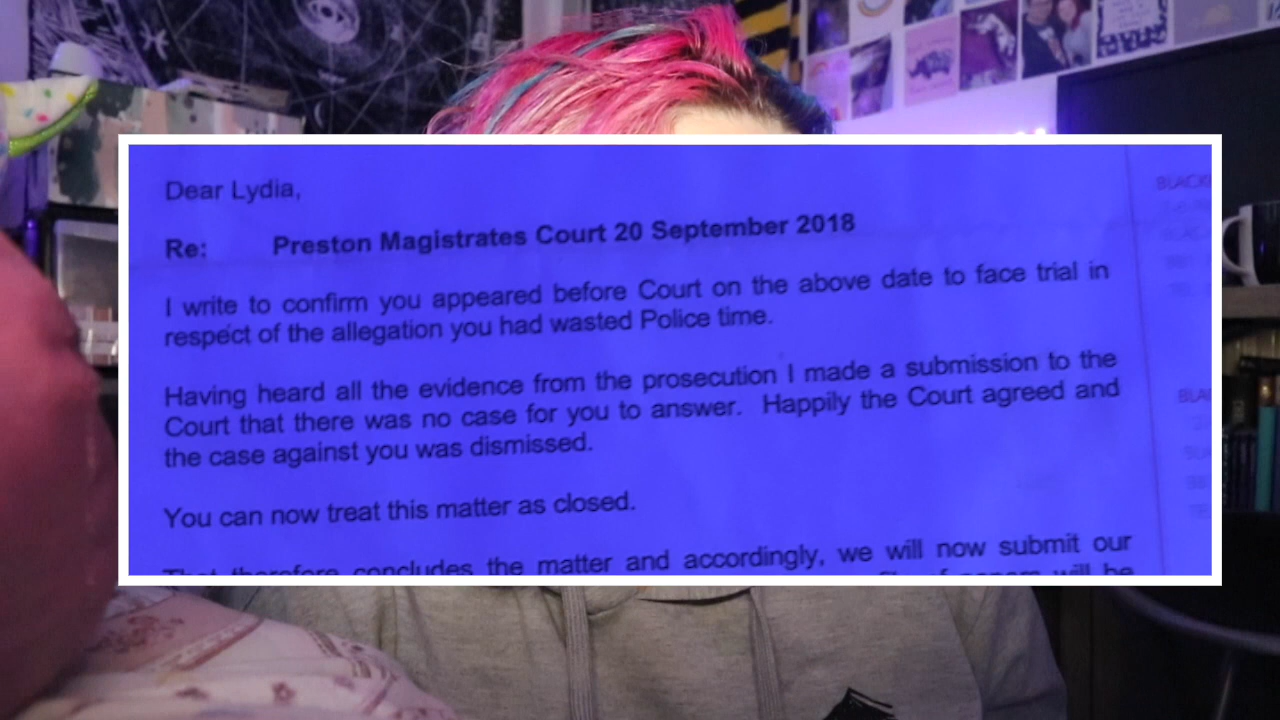 Dear Lydia,
Re: Preston Magistrates Court 20 September 2018
I write to confirm you appeared before Court on the above date to face trial in
respect of the allegation you had wasted Police time.
Having heard all the evidence from the prosecution I made a submission to the
Court that there was no case for you to answer. Happily the Court agreed and
the case against you was dismissed.
You can now treat this matter as closed.
That therefore concludes the matter and accordingly, we will now submit our
of papers will be